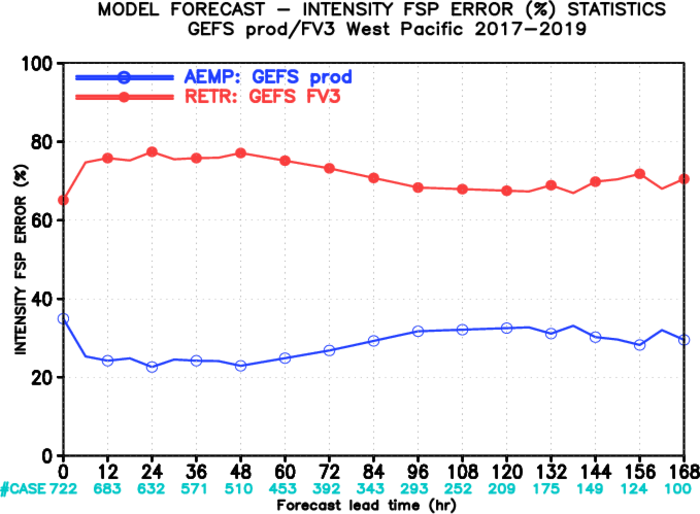 MODEL FORECAST – INTENSITY FSP ERROR (%) STATISTICS
GEFS prod/FV3 West Pacific 2017–2019
AEMP: GEFS prod
RETR: GEFS FV3
INTENSITY FSP ERROR (%)
100
80
60
40
20
0
0 12 24 36 48 60 72 84 96 108 120 132 144 156 168
#CASE 722 683 632 571 510 453 392 343 293 252 209 175 149 124 100
Forecast lead time (hr)